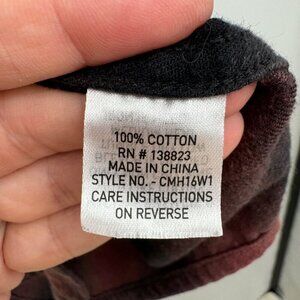 100% COTTON
RN # 138823
MADE IN CHINA
STYLE NO. - CMH16W1
CARE INSTRUCTIONS
ON REVERSE